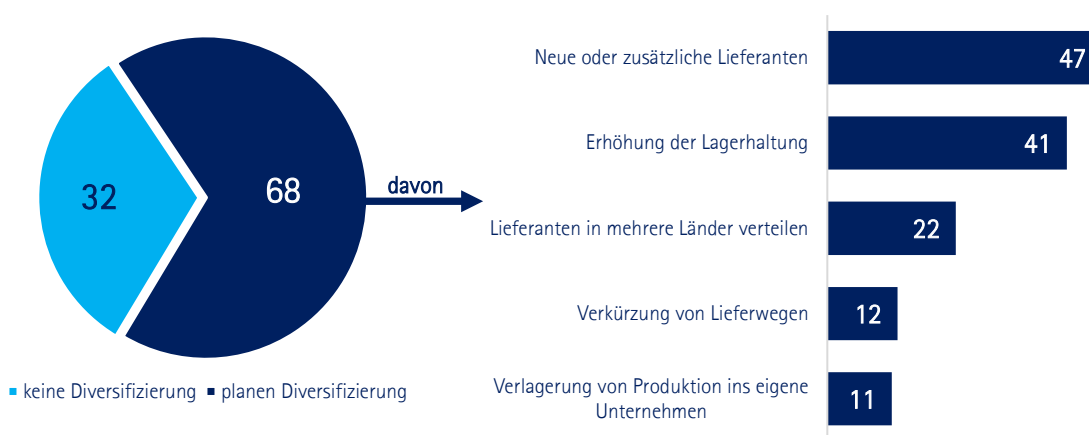 32
68
davon
keine Diversifizierung planen Diversifizierung
Neue oder zusätzliche Lieferanten 47
Erhöhung der Lagerhaltung 41
Lieferanten in mehrere Länder verteilen 22
Verkürzung von Lieferwegen 12
Verlagerung von Produktion ins eigene
Unternehmen
11